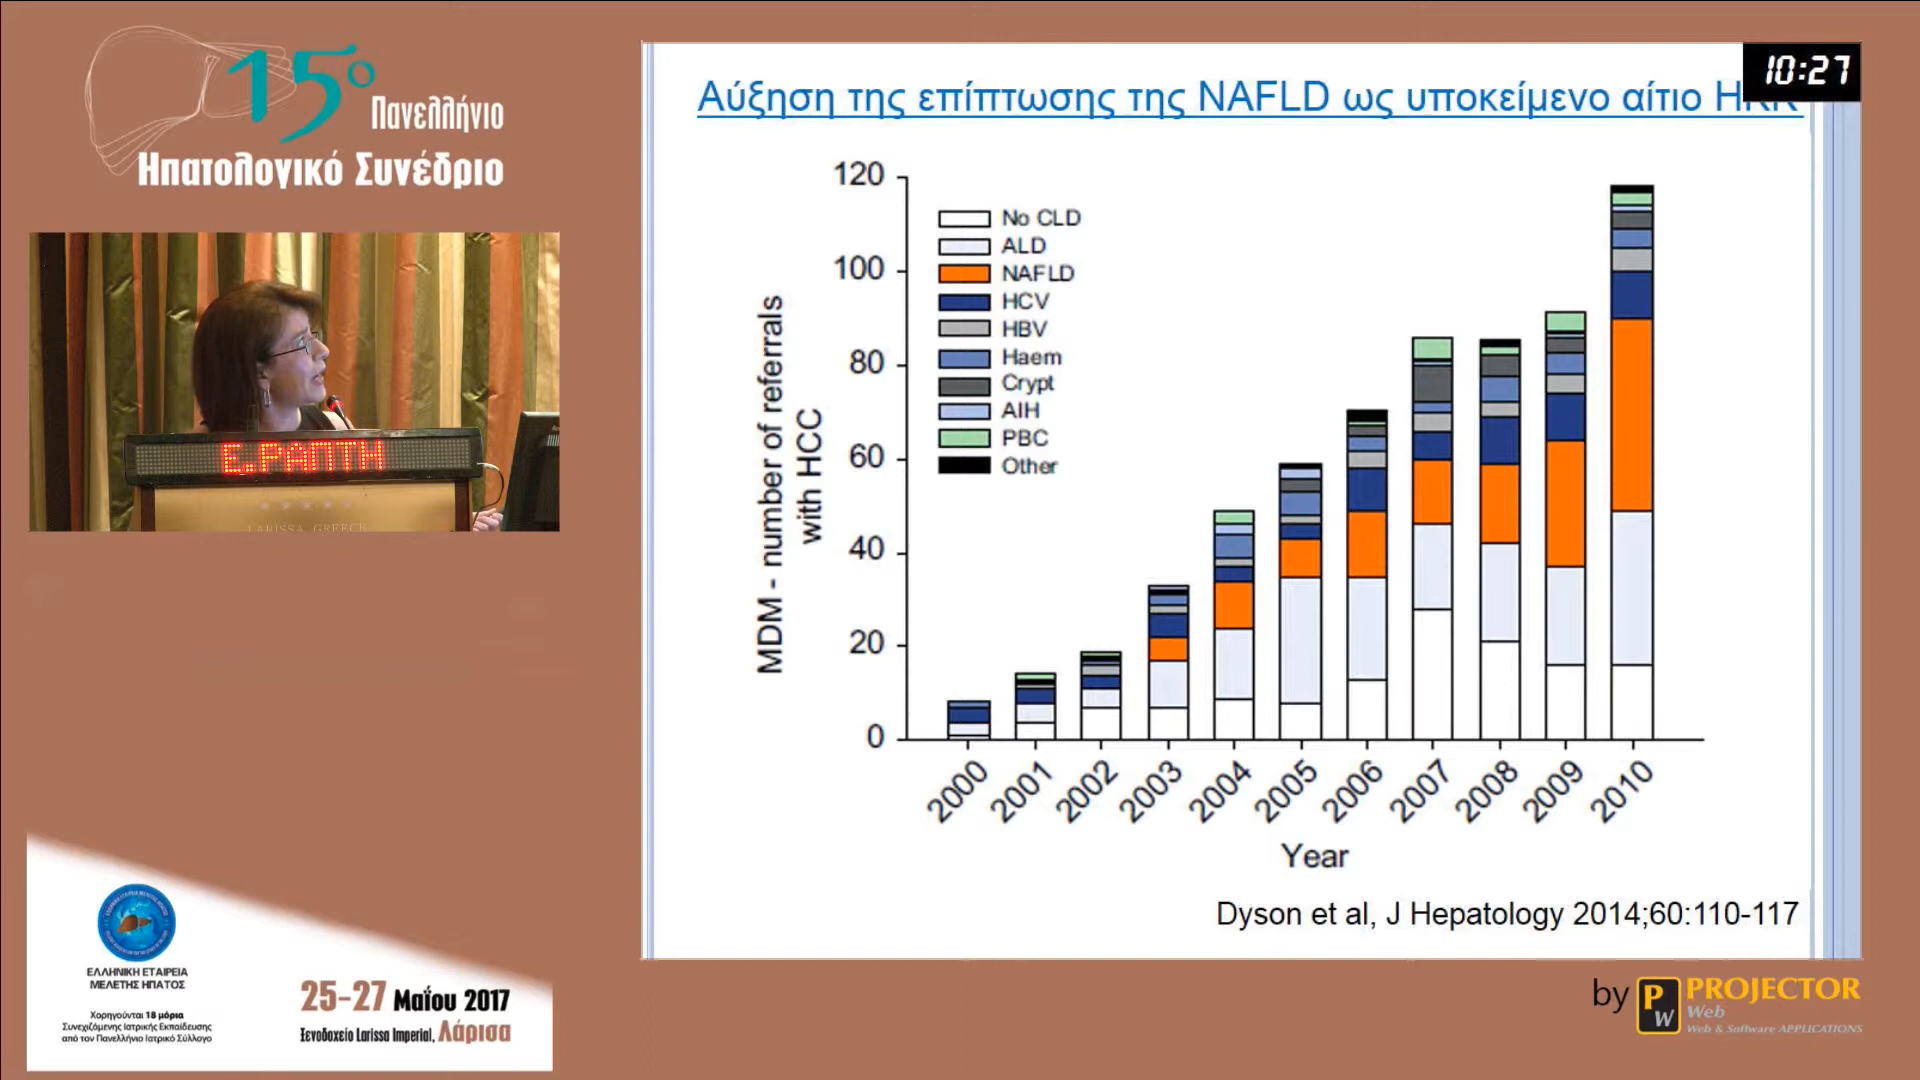 15ο Πανελλήνιο
Ηπατολογικό Συνέδριο
Ε.ΡΑΠΤΗ
LARISSA GREECE
ΕΛΛΗΝΙΚΗ ΕΤΑΙΡΕΙΑ
ΜΕΛΕΤΗΣ ΗΠΑΤΟΣ
Χορηγούνται 18 μόρια
Συνεχιζόμενης Ιατρικής Εκπαίδευσης
από τον Πανελλήνιο Ιατρικό Σύλλογο
25-27 Μαΐου 2017
Ξενοδοχείο Larissa Imperial, Λάρισα
10:27
Αύξηση της επίπτωσης της NAFLD ως υποκείμενο αίτιο
120
100
80
60
40
20
0
MDM - number of referrals
with HCC
No CLD
ALD
NAFLD
HCV
HBV
Haem
Crypt
AIH
PBC
Other
2000
2001
2002
2003
2004
2005
2006
2007
2008
2009
2010
Year
Dyson et al, J Hepatology 2014;60:110-117
by PW PROJECTOR
Web
Web & Software APPLICATIONS